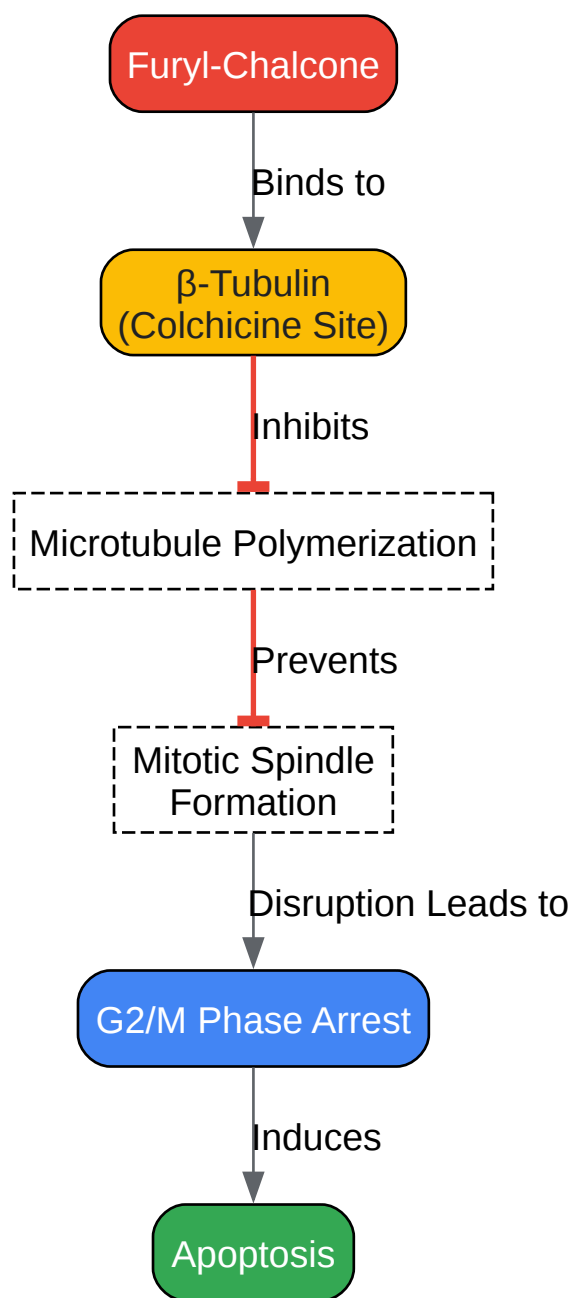 Furyl-Chalcone
Binds to
β-Tubulin
(Colchicine Site)
Inhibits
Microtubule Polymerization
Prevents
Mitotic Spindle
Formation
Disruption Leads to
G2/M Phase Arrest
Induces
Apoptosis